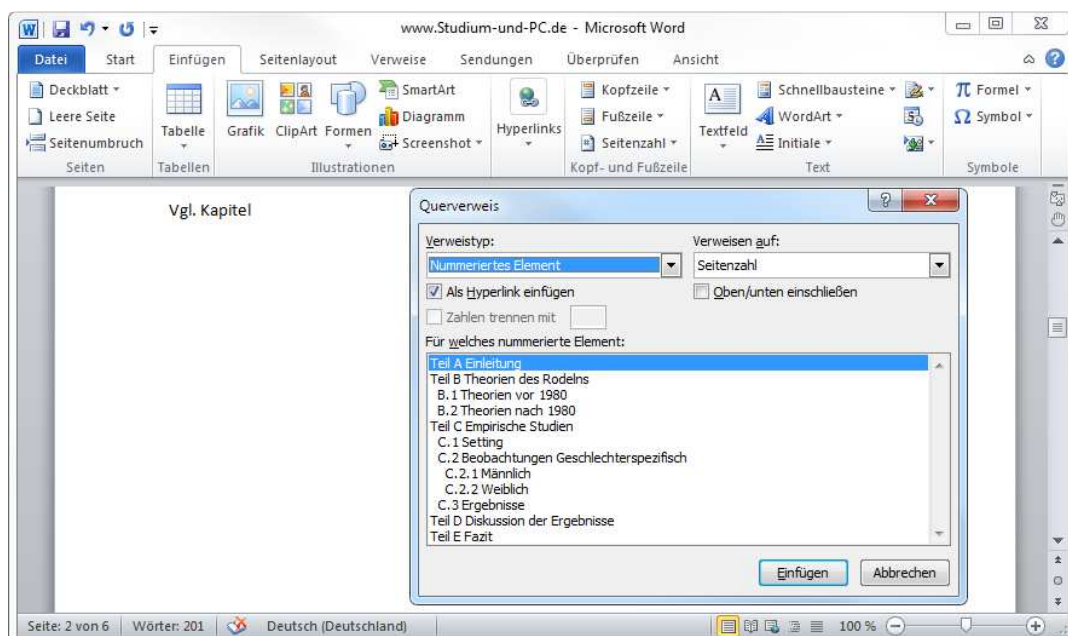 www.Studium-und-PC.de - Microsoft Word
Datei Start Einfügen Seitenlayout Verweise Sendungen Überprüfen Ansicht
Deckblatt
Leere Seite
Seitenumbruch
Seiten
Tabelle
Tabellen
Grafik ClipArt Formen
SmartArt
Diagramm
Screenshot
Illustrationen
Hyperlinks
Kopfzeile
Fußzeile
Seitenzahl
Kopf- und Fußzeile
Textfeld
Schnellbausteine
WordArt
Initiale
Text
Formel
Symbol
Symbole
Vgl. Kapitel
Querverweis
Verweistyp:
Nummeriertes Element
Verweisen auf:
Seitenzahl
Als Hyperlink einfügen
Oben/unten einschließen
Zahlen trennen mit
Für welches nummerierte Element:
Teil A Einleitung
Teil B Theorien des Rodelns
B.1 Theorien vor 1980
B.2 Theorien nach 1980
Teil C Empirische Studien
C.1 Setting
C.2 Beobachtungen Geschlechterspezifisch
C.2.1 Männlich
C.2.2 Weiblich
C.3 Ergebnisse
Teil D Diskussion der Ergebnisse
Teil E Fazit
Einfügen Abbrechen
Seite: 2 von 6 Wörter: 201 Deutsch (Deutschland) 100 %